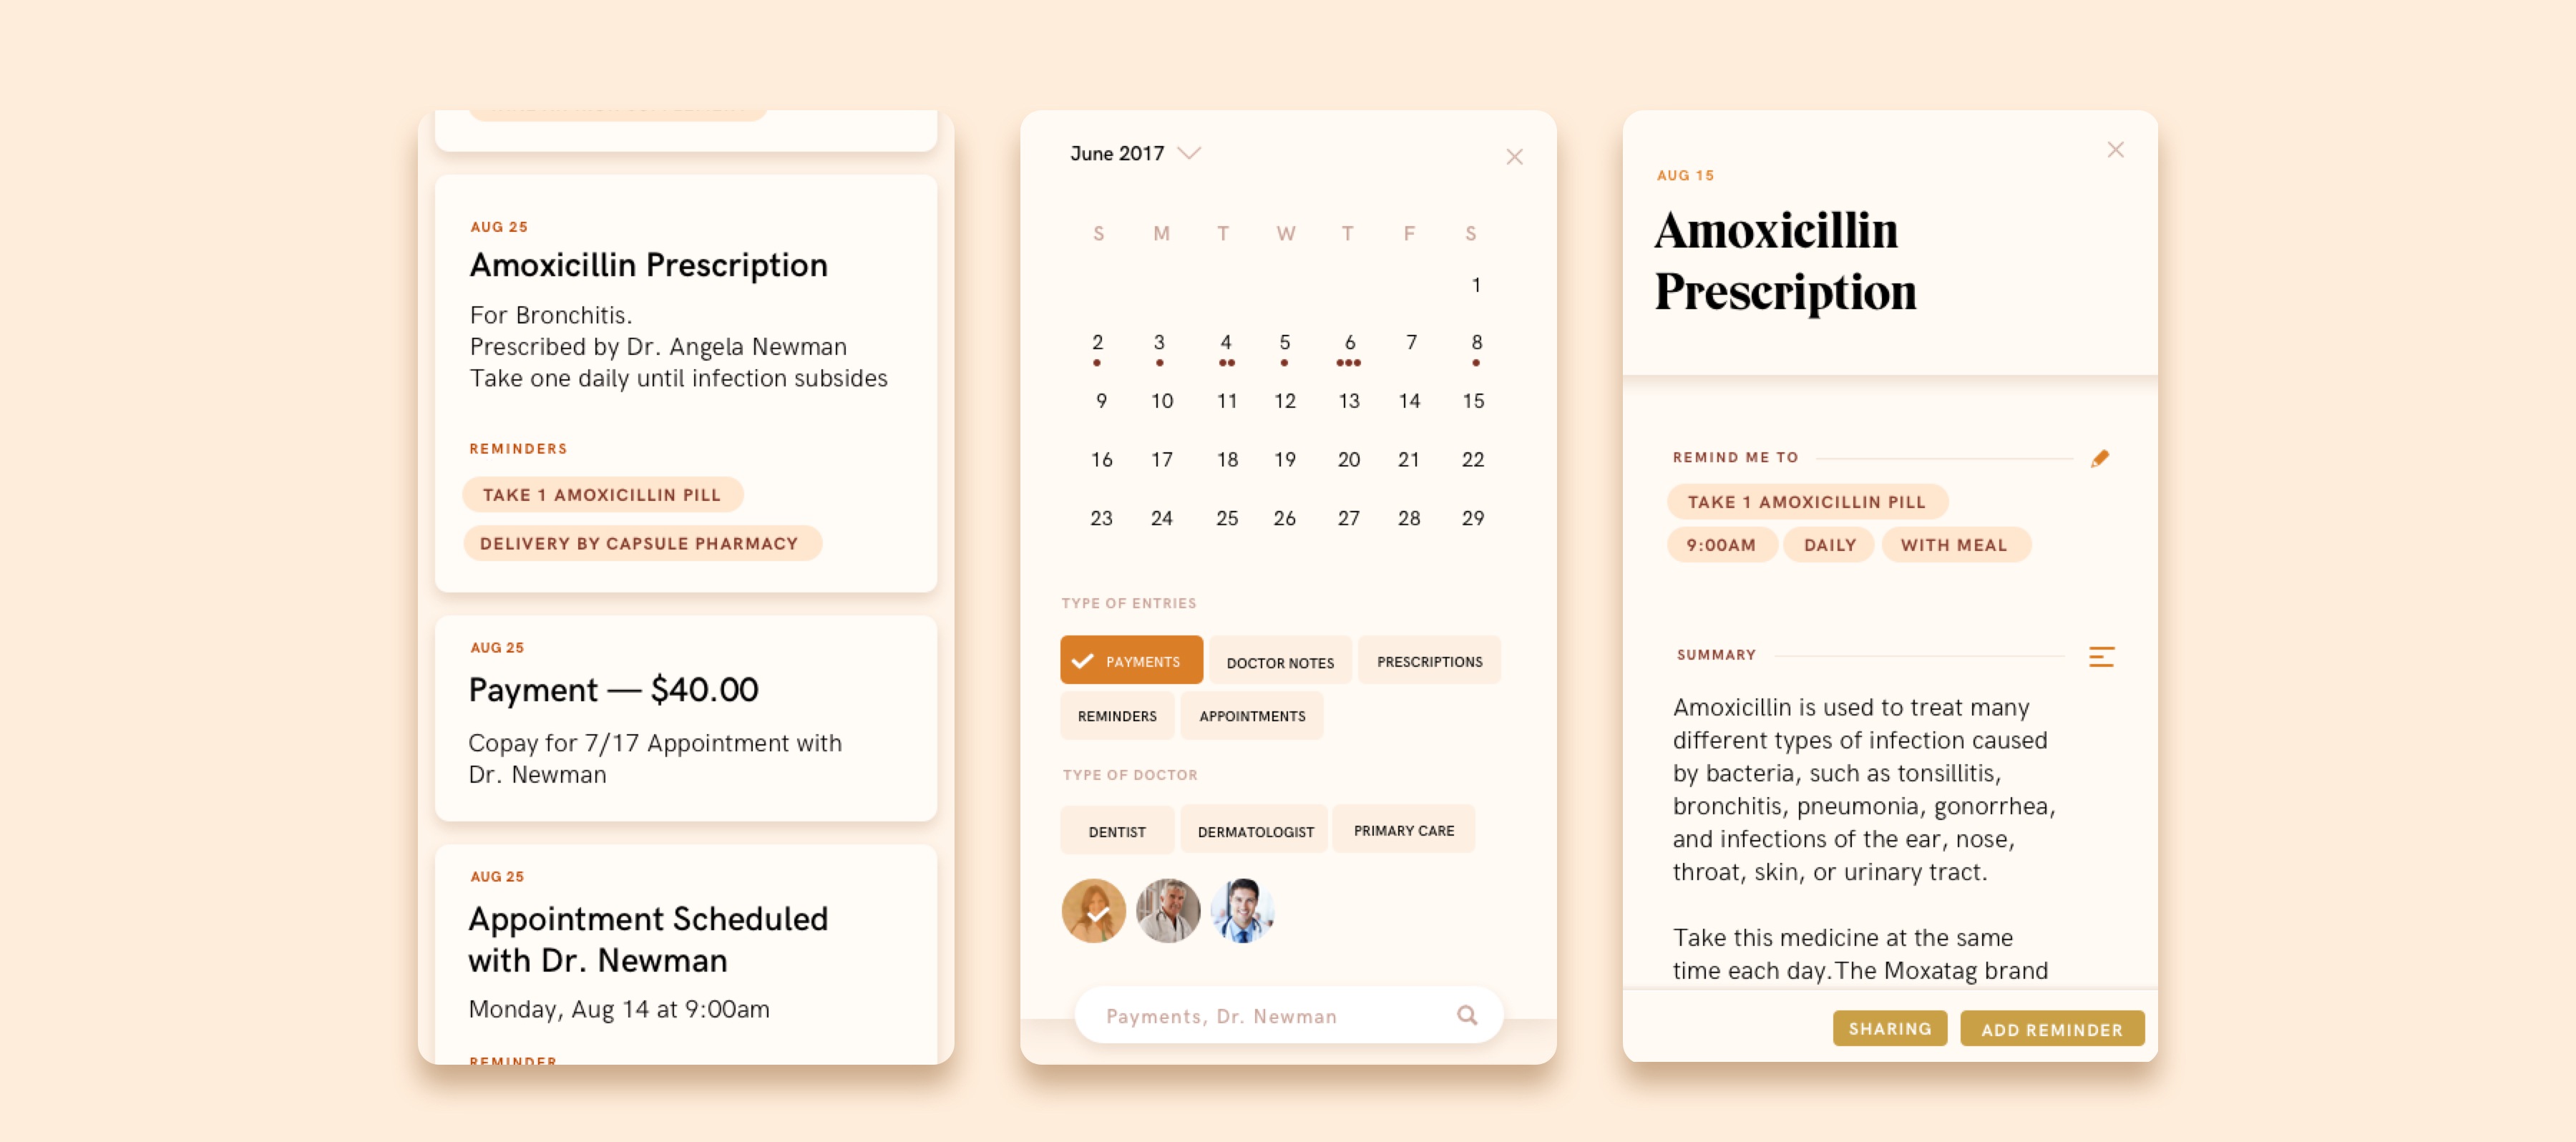 AUG 25
Amoxicillin Prescription
For Bronchitis.
Prescribed by Dr. Angela Newman
Take one daily until infection subsides
REMINDERS
TAKE 1 AMOXICILLIN PILL
DELIVERY BY CAPSULE PHARMACY
AUG 25
Payment — $40.00
Copay for 7/17 Appointment with
Dr. Newman
AUG 25
Appointment Scheduled
with Dr. Newman
Monday, Aug 14 at 9:00am
REMINDER
June 2017
S M T W T F S
1
2 3 4 5 6 7 8
9 10 11 12 13 14 15
16 17 18 19 20 21 22
23 24 25 26 27 28 29
TYPE OF ENTRIES
PAYMENTS DOCTOR NOTES PRESCRIPTIONS
REMINDERS APPOINTMENTS
TYPE OF DOCTOR
DENTIST DERMATOLOGIST PRIMARY CARE
Payments, Dr. Newman
AUG 15
Amoxicillin
Prescription
REMIND ME TO
TAKE 1 AMOXICILLIN PILL
9:00AM DAILY WITH MEAL
SUMMARY
Amoxicillin is used to treat many
different types of infection caused
by bacteria, such as tonsillitis,
bronchitis, pneumonia, gonorrhea,
and infections of the ear, nose,
throat, skin, or urinary tract.
Take this medicine at the same
time each day.The Moxatag brand
SHARING ADD REMINDER